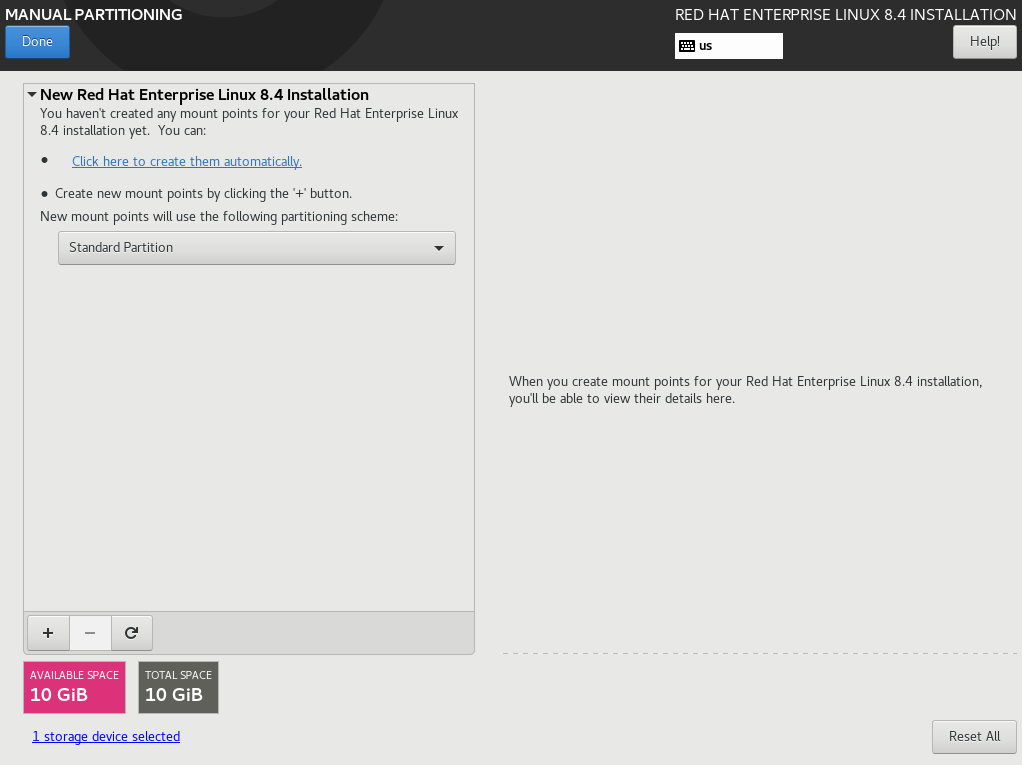 MANUAL PARTITIONING
RED HAT ENTERPRISE LINUX 8.4 INSTALLATION
Done
us
Help!
New Red Hat Enterprise Linux 8.4 Installation
You haven't created any mount points for your Red Hat Enterprise Linux
8.4 installation yet.  You can:
• Click here to create them automatically.
• Create new mount points by clicking the '+' button.
New mount points will use the following partitioning scheme:
Standard Partition
When you create mount points for your Red Hat Enterprise Linux 8.4 installation,
you'll be able to view their details here.
AVAILABLE SPACE
10 GiB
TOTAL SPACE
10 GiB
1 storage device selected
Reset All